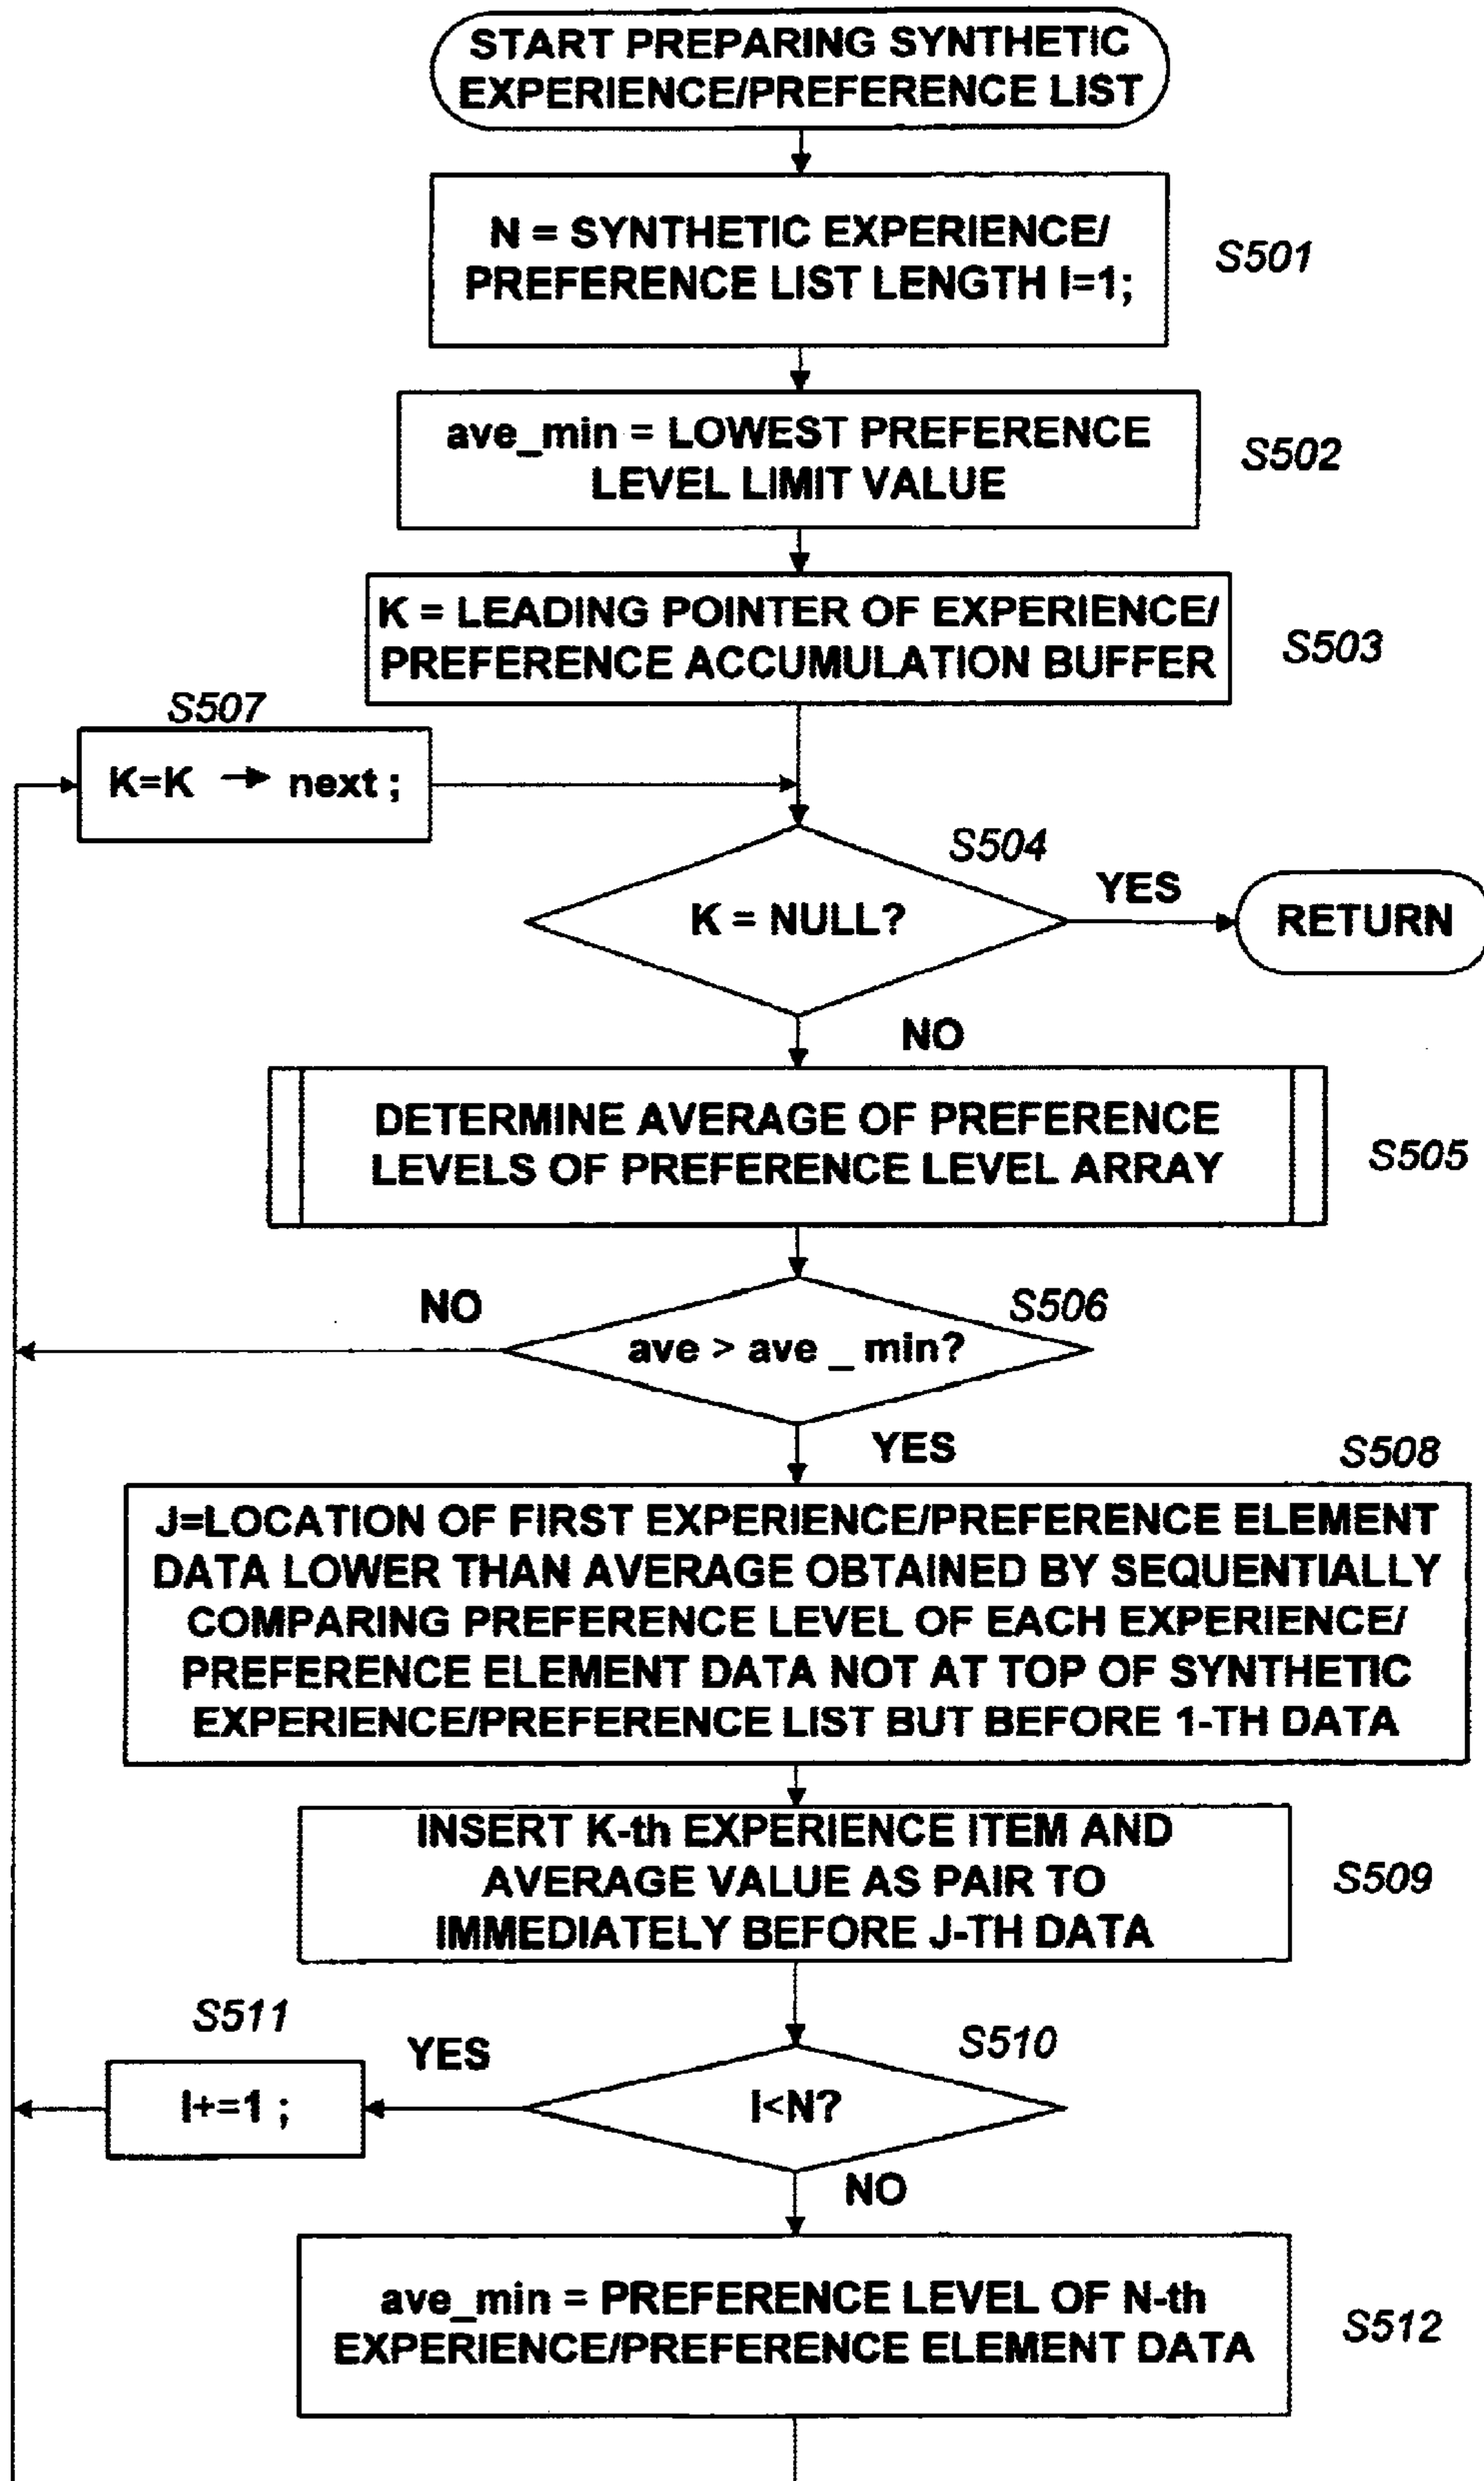 START PREPARING SYNTHETIC
EXPERIENCE/PREFERENCE LIST
N = SYNTHETIC EXPERIENCE/
PREFERENCE LIST LENGTH I=1;
S501
ave_min = LOWEST PREFERENCE
LEVEL LIMIT VALUE
S502
K = LEADING POINTER OF EXPERIENCE/
PREFERENCE ACCUMULATION BUFFER
S503
S507
K=K → next ;
S504
K = NULL?
YES
RETURN
NO
DETERMINE AVERAGE OF PREFERENCE
LEVELS OF PREFERENCE LEVEL ARRAY
S505
NO
S506
ave > ave _ min?
YES
S508
J=LOCATION OF FIRST EXPERIENCE/PREFERENCE ELEMENT
DATA LOWER THAN AVERAGE OBTAINED BY SEQUENTIALLY
COMPARING PREFERENCE LEVEL OF EACH EXPERIENCE/
PREFERENCE ELEMENT DATA NOT AT TOP OF SYNTHETIC
EXPERIENCE/PREFERENCE LIST BUT BEFORE 1-TH DATA
INSERT K-th EXPERIENCE ITEM AND
AVERAGE VALUE AS PAIR TO
IMMEDIATELY BEFORE J-TH DATA
S509
S511
YES
S510
I+=1 ;
I<N?
NO
ave_min = PREFERENCE LEVEL OF N-th
EXPERIENCE/PREFERENCE ELEMENT DATA
S512